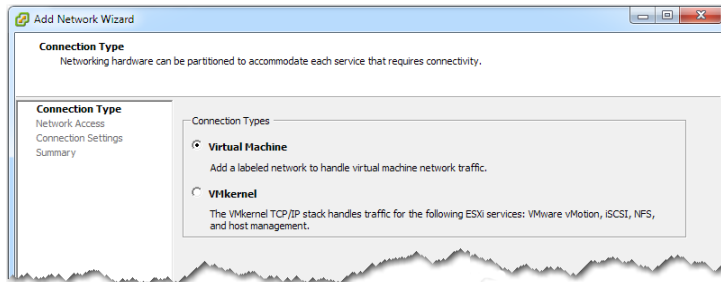 Add Network Wizard
Connection Type
Networking hardware can be partitioned to accommodate each service that requires connectivity.
Connection Type
Network Access
Connection Settings
Summary
Connection Types
Virtual Machine
Add a labeled network to handle virtual machine network traffic.
VMkernel
The VMkernel TCP/IP stack handles traffic for the following ESXi services: VMware vMotion, iSCSI, NFS,
and host management.